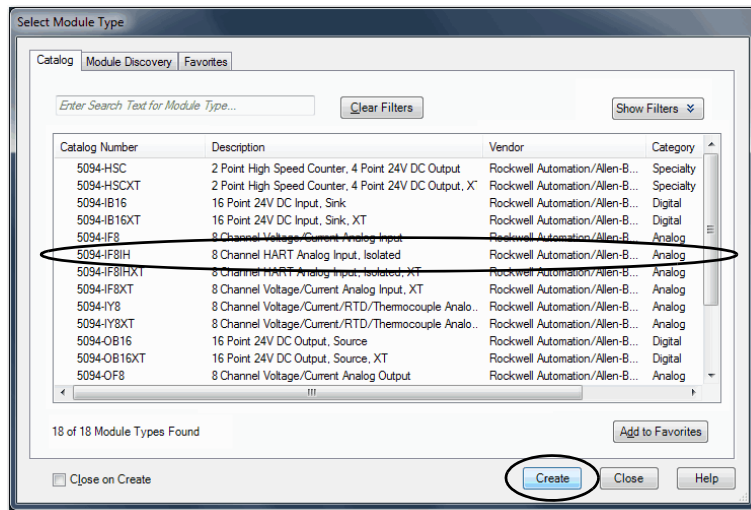 Select Module Type
Catalog Module Discovery Favorites
Enter Search Text for Module Type... Clear Filters Show Filters
Catalog Number Description Vendor Category
5094-HSC 2 Point High Speed Counter, 4 Point 24V DC Output Rockwell Automation/Allen-B... Specialty
5094-HSCXT 2 Point High Speed Counter, 4 Point 24V DC Output, X Rockwell Automation/Allen-B... Specialty
5094-IB16 16 Point 24V DC Input, Sink Rockwell Automation/Allen-B... Digital
5094-IB16XT 16 Point 24V DC Input, Sink, XT Rockwell Automation/Allen-B... Digital
5094-IF8 8 Channel Voltage/Current Analog Input Rockwell Automation/Allen-B... Analog
5094-IF8IH 8 Channel HART Analog Input, Isolated Rockwell Automation/Allen-B... Analog
5094-IF8IHXT 8 Channel HART Analog Input, Isolated, XT Rockwell Automation/Allen-B... Analog
5094-IF8XT 8 Channel Voltage/Current Analog Input, XT Rockwell Automation/Allen-B... Analog
5094-IY8 8 Channel Voltage/Current/RTD/Thermocouple Analo.. Rockwell Automation/Allen-B... Analog
5094-IY8XT 8 Channel Voltage/Current/RTD/Thermocouple Analo.. Rockwell Automation/Allen-B... Analog
5094-OB16 16 Point 24V DC Output, Source Rockwell Automation/Allen-B... Digital
5094-OB16XT 16 Point 24V DC Output, Source, XT Rockwell Automation/Allen-B... Digital
5094-OF8 8 Channel Voltage/Current Analog Output Rockwell Automation/Allen-B... Analog
18 of 18 Module Types Found Add to Favorites
Close on Create Create Close Help